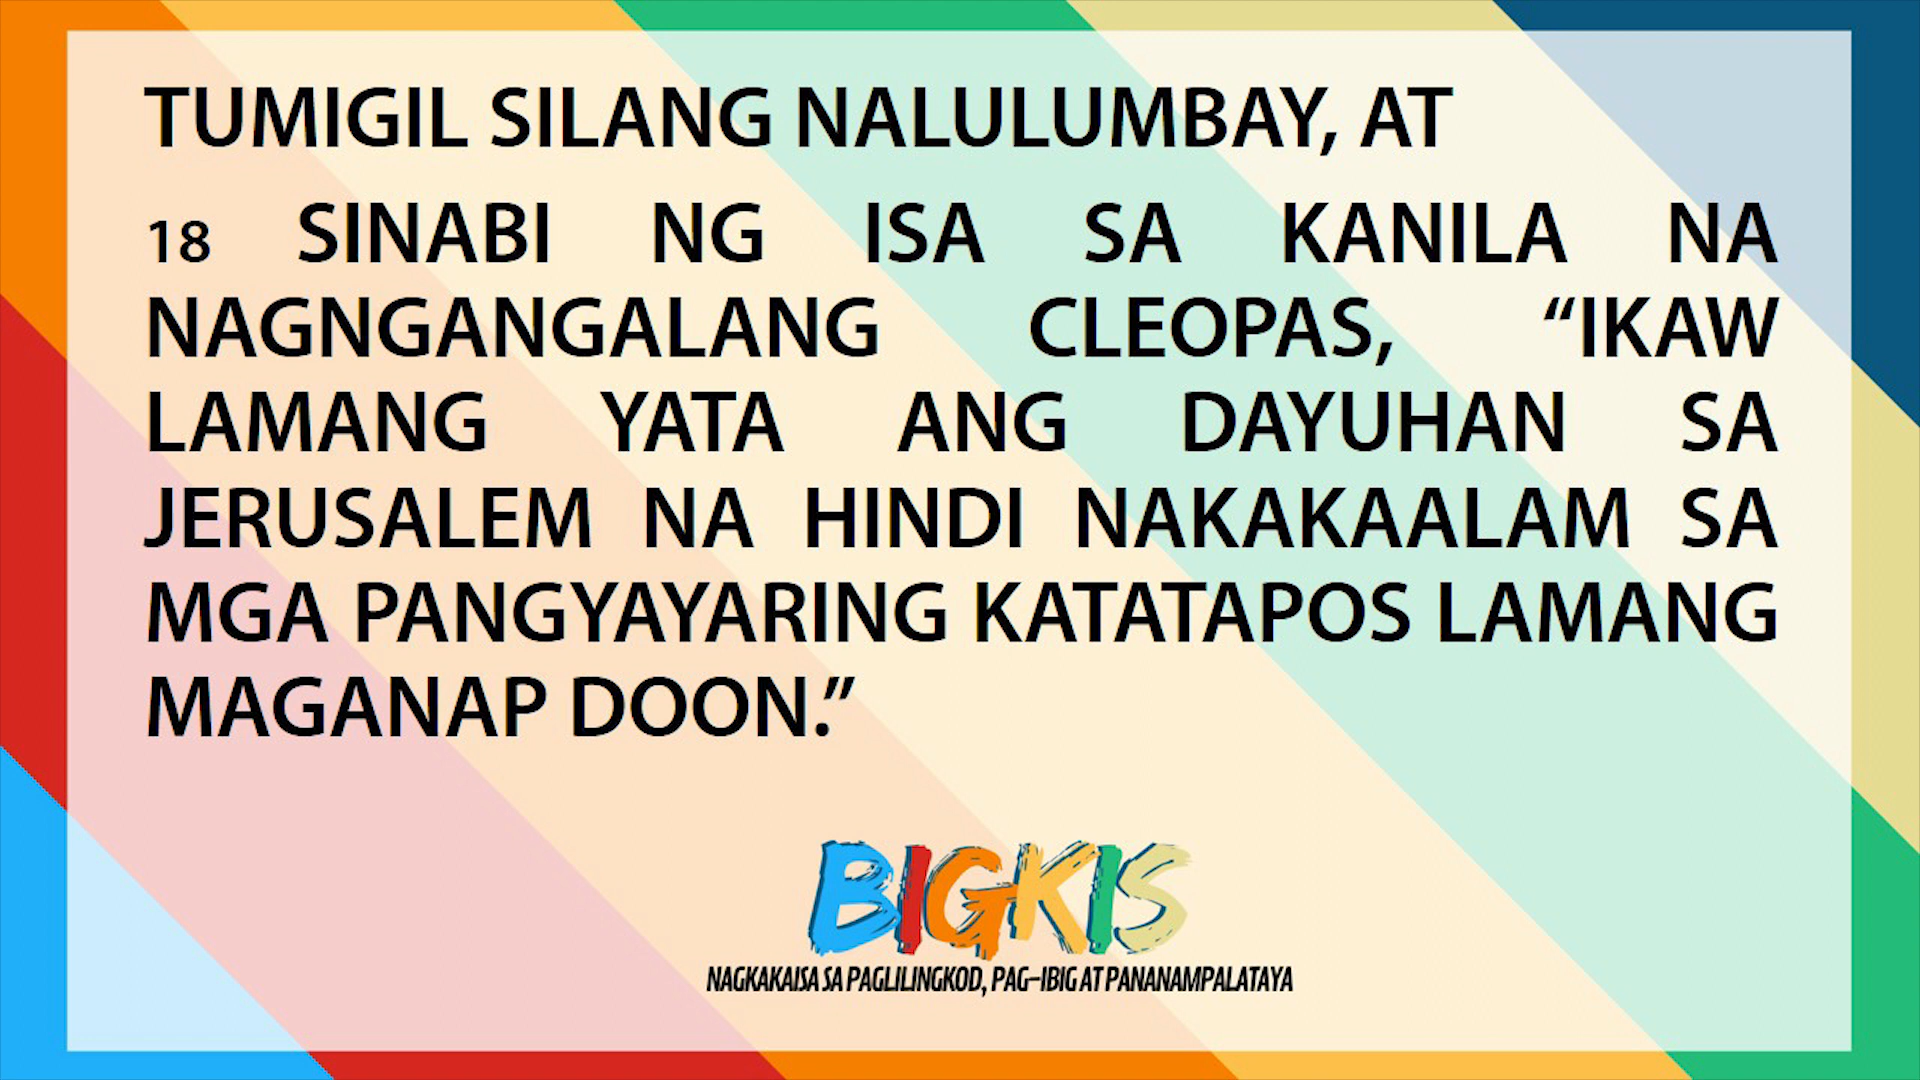 TUMIGIL SILANG NALULUMBAY, AT
18 SINABI NG ISA SA KANILA NA
NAGNGANGALANG CLEOPAS, “IKAW
LAMANG YATA ANG DAYUHAN SA
JERUSALEM NA HINDI NAKAKAALAM SA
MGA PANGYAYARING KATATAPOS LAMANG
MAGANAP DOON.”
BIGKIS
NAGKAKAISA SA PAGLILINGKOD, PAG-IBIG AT PANANAMPALATAYA